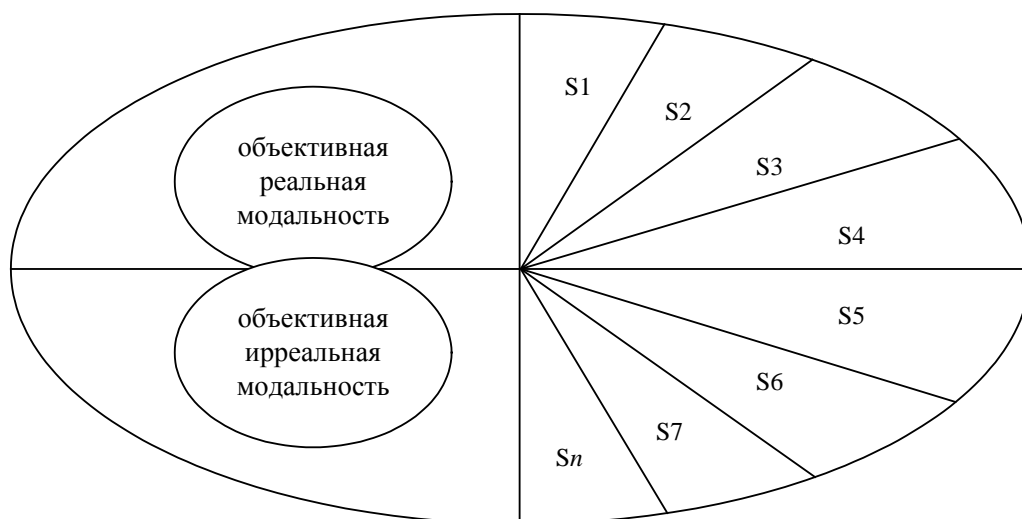 объективная
реальная
модальность
объективная
ирреальная
модальность
S1
S2
S3
S4
S5
S6
S7
Sn